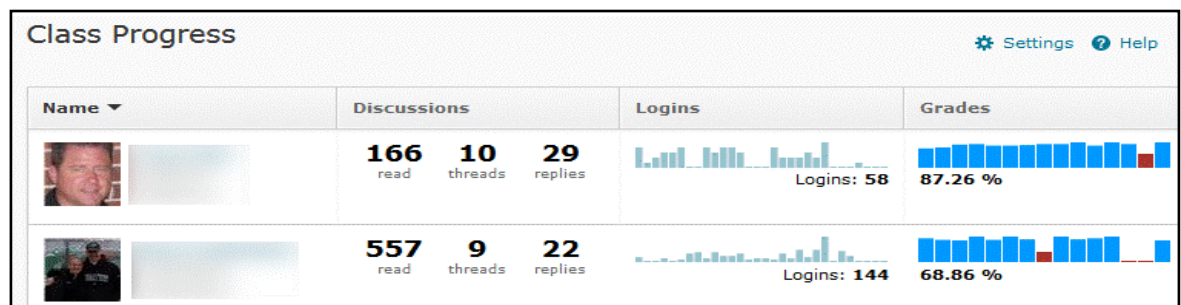 Class Progress
Settings Help
Name Discussions Logins Grades
166 10 29
read threads replies
Logins: 58 87.26 %
557 9 22
read threads replies
Logins: 144 68.86 %